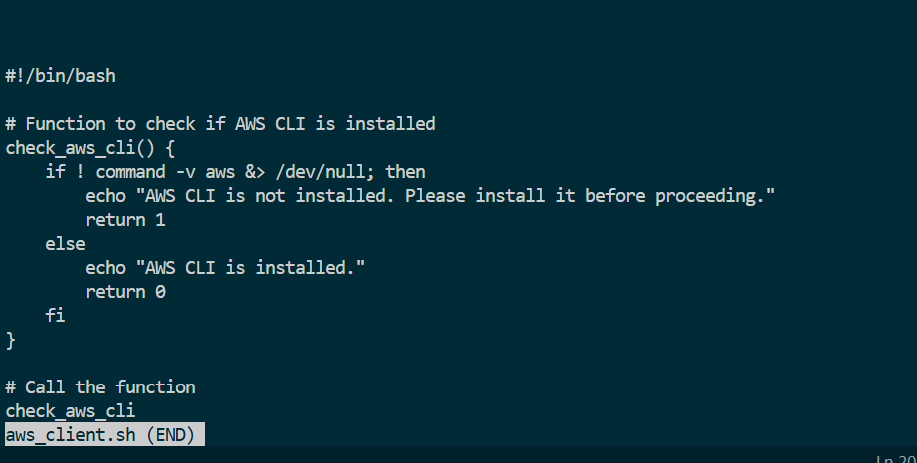 #!/bin/bash

# Function to check if AWS CLI is installed
check_aws_cli() {
    if ! command -v aws &> /dev/null; then
        echo "AWS CLI is not installed. Please install it before proceeding."
        return 1
    else
        echo "AWS CLI is installed."
        return 0
    fi
}

# Call the function
check_aws_cli
aws_client.sh (END)
Ln 20